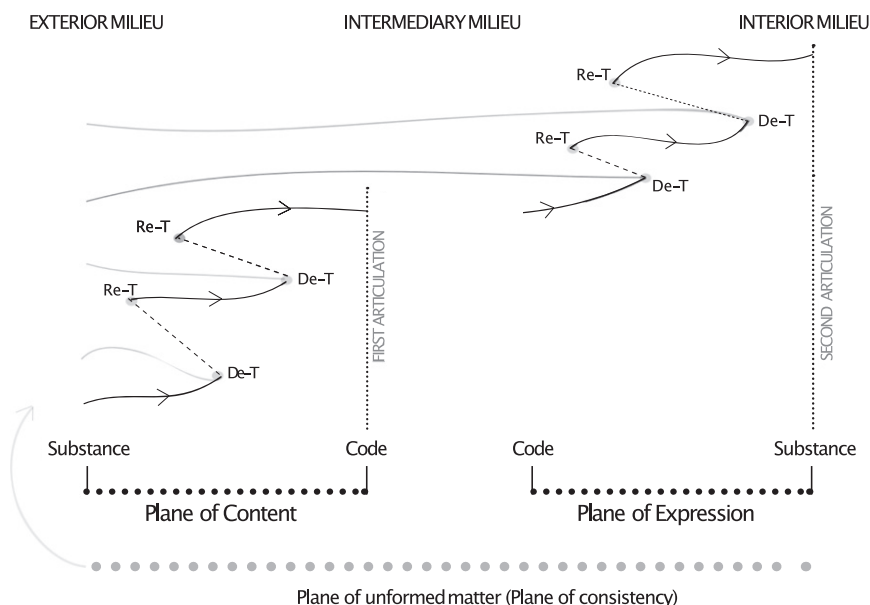 EXTERIOR MILIEU
INTERMEDIARY MILIEU
INTERIOR MILIEU
Re-T
De-T
Re-T
De-T
Re-T
De-T
Re-T
De-T
FIRST ARTICULATION
SECOND ARTICULATION
Substance
Code
Code
Substance
Plane of Content
Plane of Expression
Plane of unformed matter (Plane of consistency)